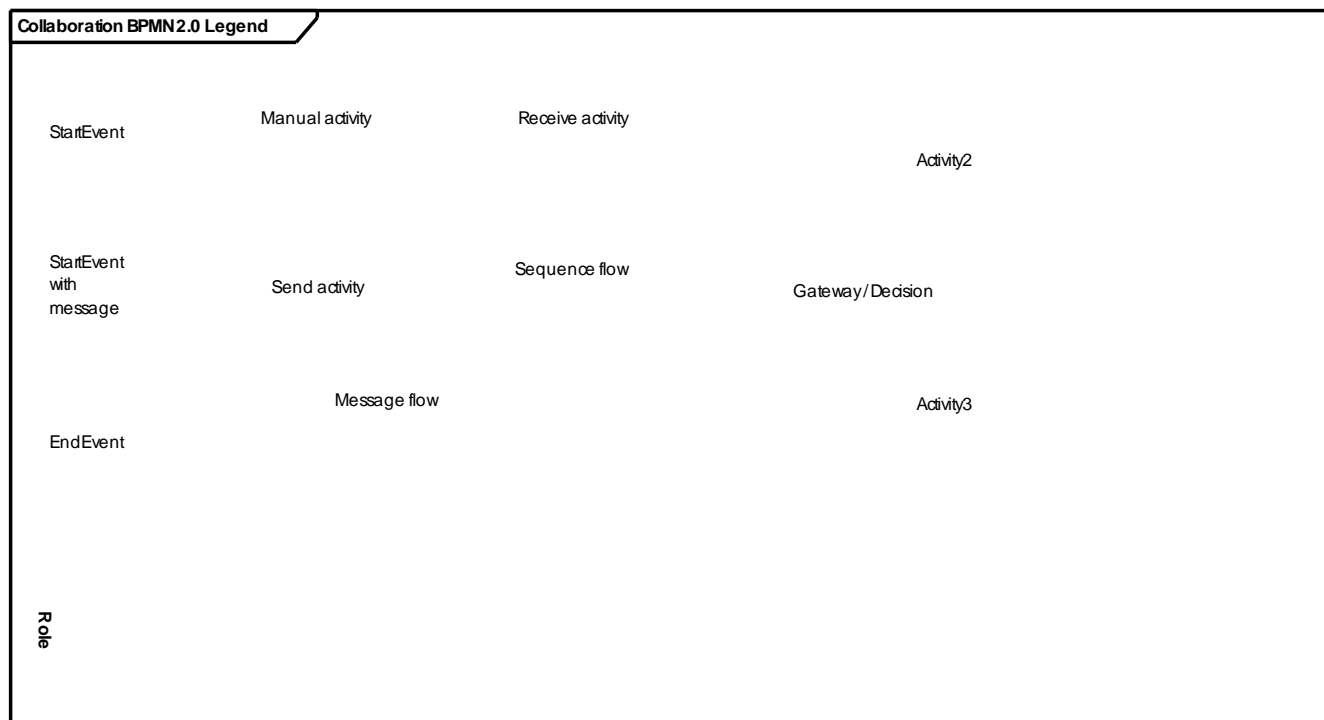 Collaboration BPMN2.0 Legend
StartEvent
Manual activity
Receive activity
Activity2
StartEvent
with
message
Send activity
Sequence flow
Gateway/Decision
Message flow
Activity3
EndEvent
Role